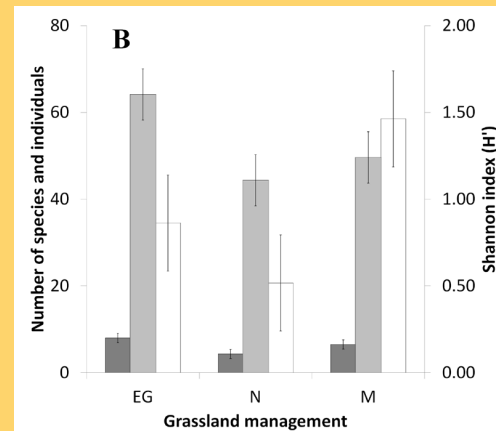 B
Number of species and individuals
80
60
40
20
0
2.00
1.50
1.00
0.50
0.00
Shannon index (H')
EG N M
Grassland management